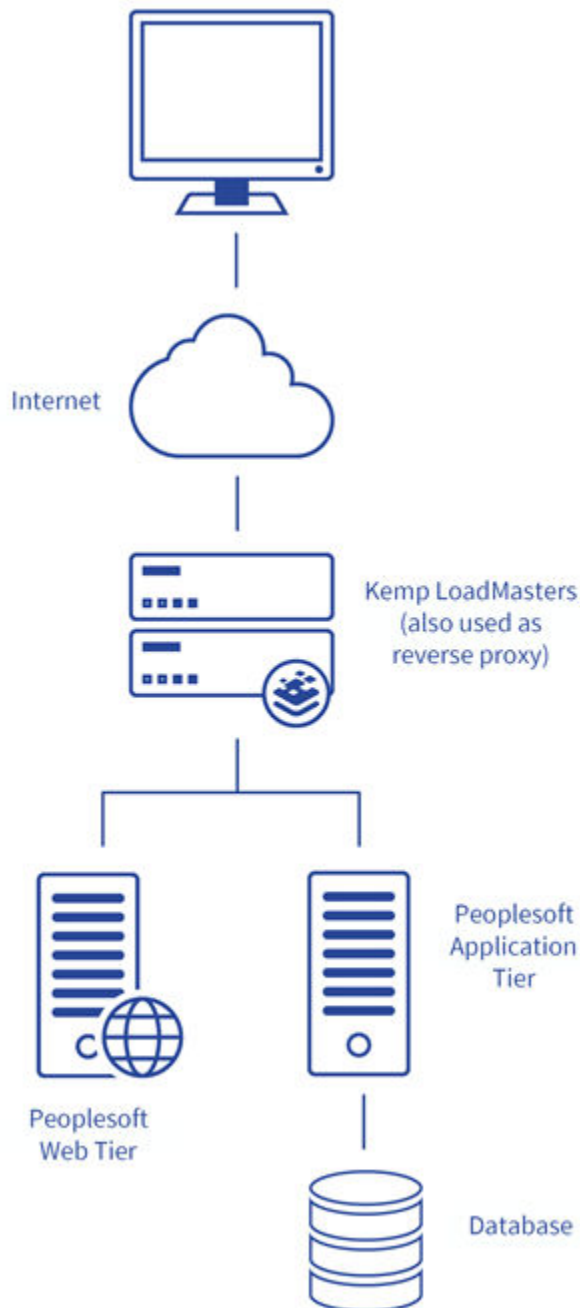 Internet
Kemp LoadMasters
(also used as
reverse proxy)
Peoplesoft
Application
Tier
Peoplesoft
Web Tier
Database